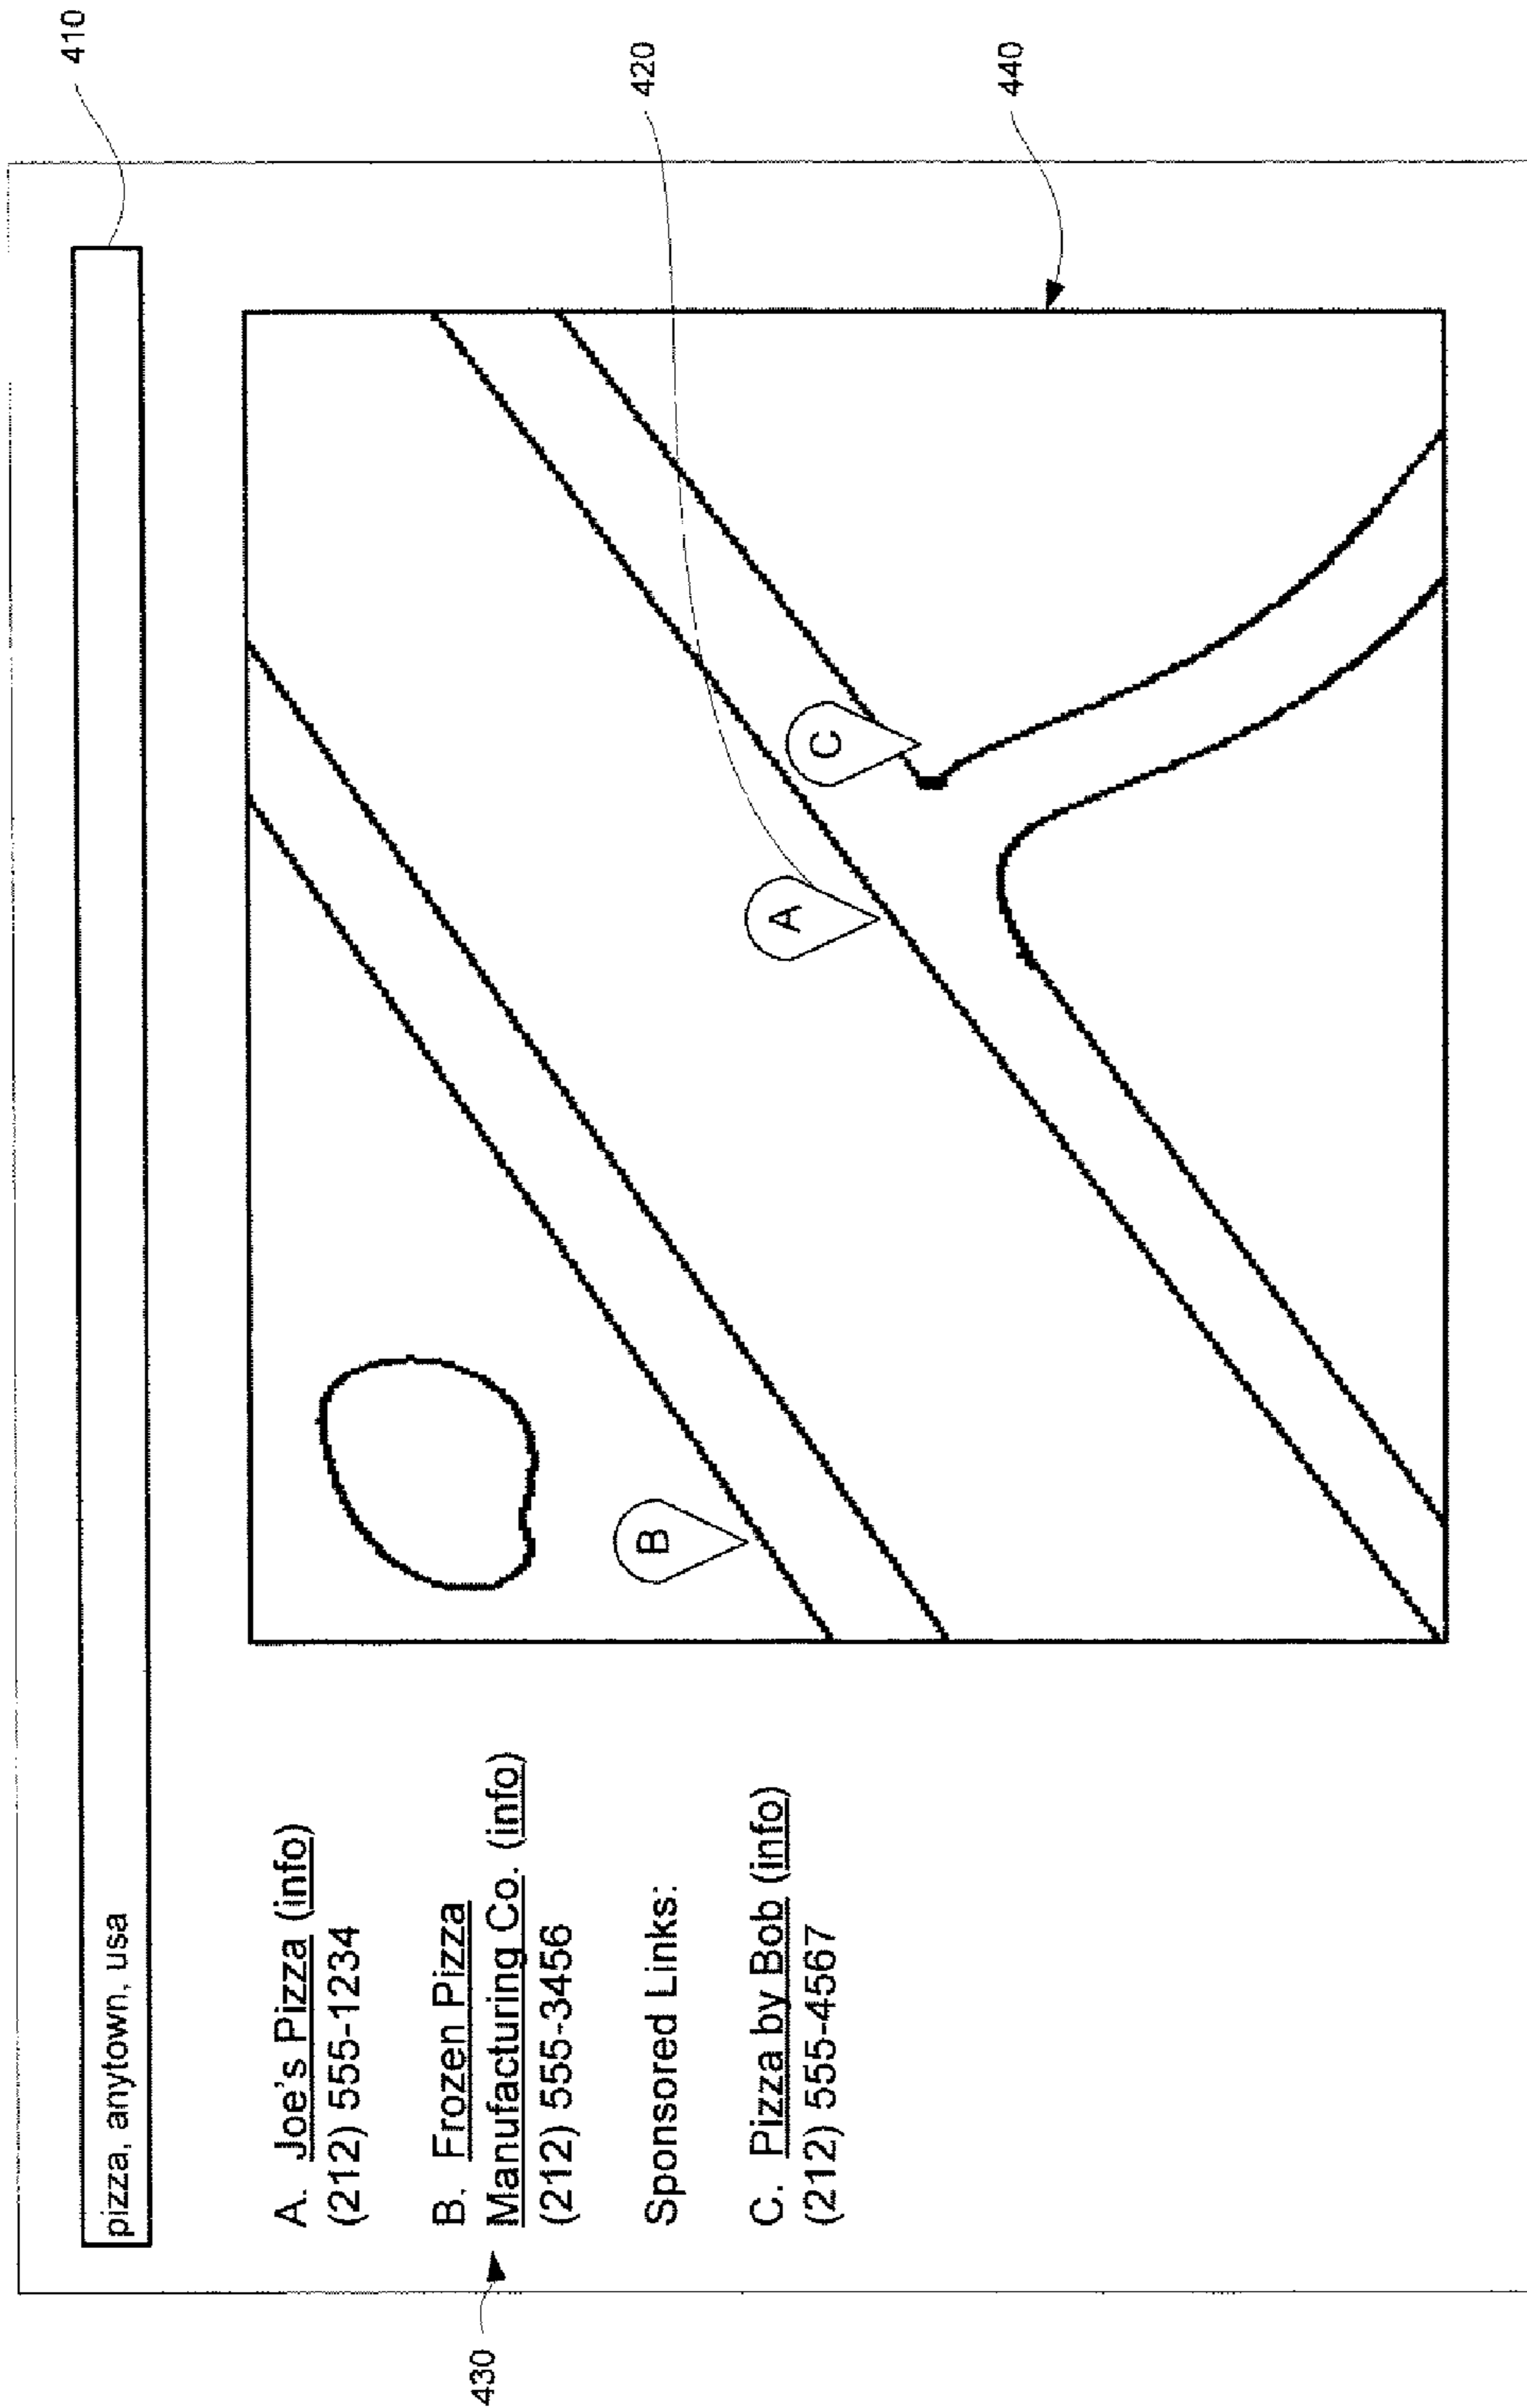 pizza, anytown, usa
410
A. Joe's Pizza (info)
(212) 555-1234
B. Frozen Pizza
Manufacturing Co. (info)
(212) 555-3456
Sponsored Links:
C. Pizza by Bob (info)
(212) 555-4567
430
B
A
C
420
440